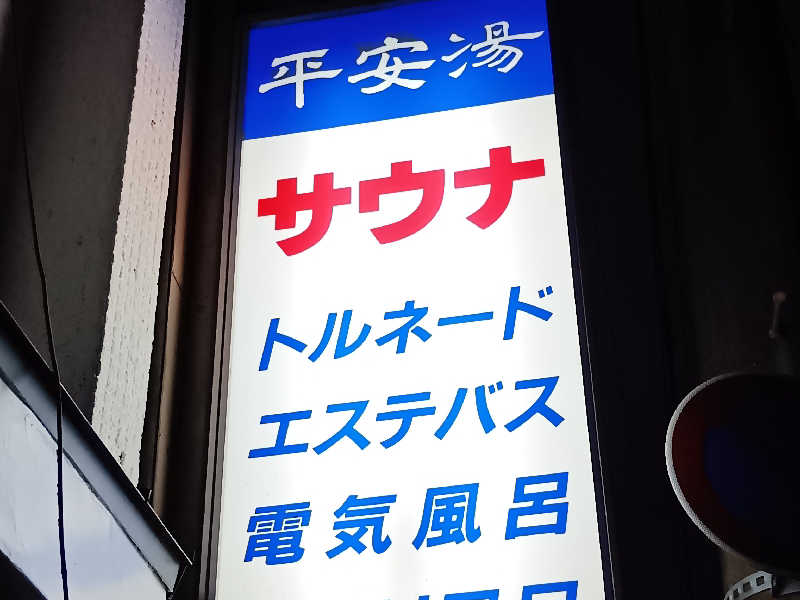 平安湯
サウナ
トルネード
エステバス
電気風呂